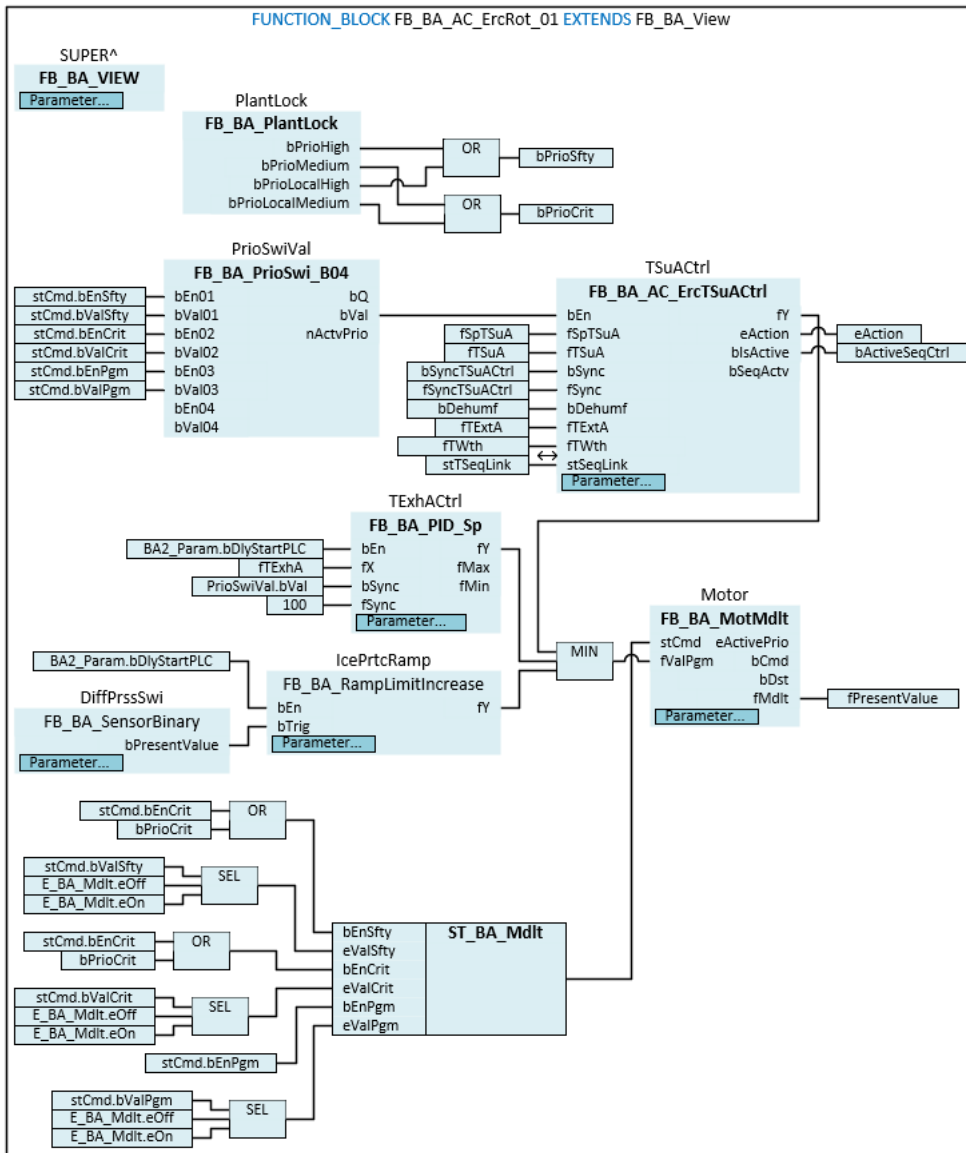 FUNCTION_BLOCK FB_BA_AC_ErcRot_01 EXTENDS FB_BA_View
SUPER^
FB_BA_VIEW
Parameter...
PlantLock
FB_BA_PlantLock
bPrioHigh
bPrioMedium
bPrioLocalHigh
bPrioLocalMedium
OR
bPrioSfty
OR
bPrioCrit
PrioSwiVal
FB_BA_PrioSwi_B04
stCmd.bEnSfty bEn01 bQ
stCmd.bValSfty bVal01 bVal
stCmd.bEnCrit bEn02 nActvPrio
stCmd.bValCrit bVal02
stCmd.bEnPgm bEn03
stCmd.bValPgm bVal03
bEn04
bVal04
TSuACtrl
FB_BA_AC_ErcTSuACtrl
bEn fY
fSpTSuA fSpTSuA eAction eAction
fTSuA fTSuA bIsActive bActiveSeqCtrl
bSyncTSuACtrl bSync bSeqActv
fSyncTSuACtrl fSync
bDehumf bDehumf
fTExtA fTExtA
fTWth fTWth
stTSeqLink stSeqLink
Parameter...
TExhACtrl
FB_BA_PID_Sp
BA2_Param.bDlyStartPLC bEn fY
fTExhA fX fMax
PrioSwiVal.bVal bSync fMin
100 fSync
Parameter...
BA2_Param.bDlyStartPLC
IcePrtcRamp
FB_BA_RampLimitIncrease
bEn fY
bTrig
Parameter...
DiffPrssSwi
FB_BA_SensorBinary
bPresentValue
Parameter...
MIN
Motor
FB_BA_MotMdlt
stCmd eActivePrio
fValPgm bCmd
bDst
fMdlt fPresentValue
Parameter...
stCmd.bEnCrit OR
bPrioCrit
stCmd.bValSfty SEL
E_BA_Mdlt.eOff
E_BA_Mdlt.eOn
stCmd.bEnCrit OR
bPrioCrit
stCmd.bValCrit SEL
E_BA_Mdlt.eOff
E_BA_Mdlt.eOn
stCmd.bEnPgm
stCmd.bValPgm SEL
E_BA_Mdlt.eOff
E_BA_Mdlt.eOn
bEnSfty ST_BA_Mdlt
eValSfty
bEnCrit
eValCrit
bEnPgm
eValPgm